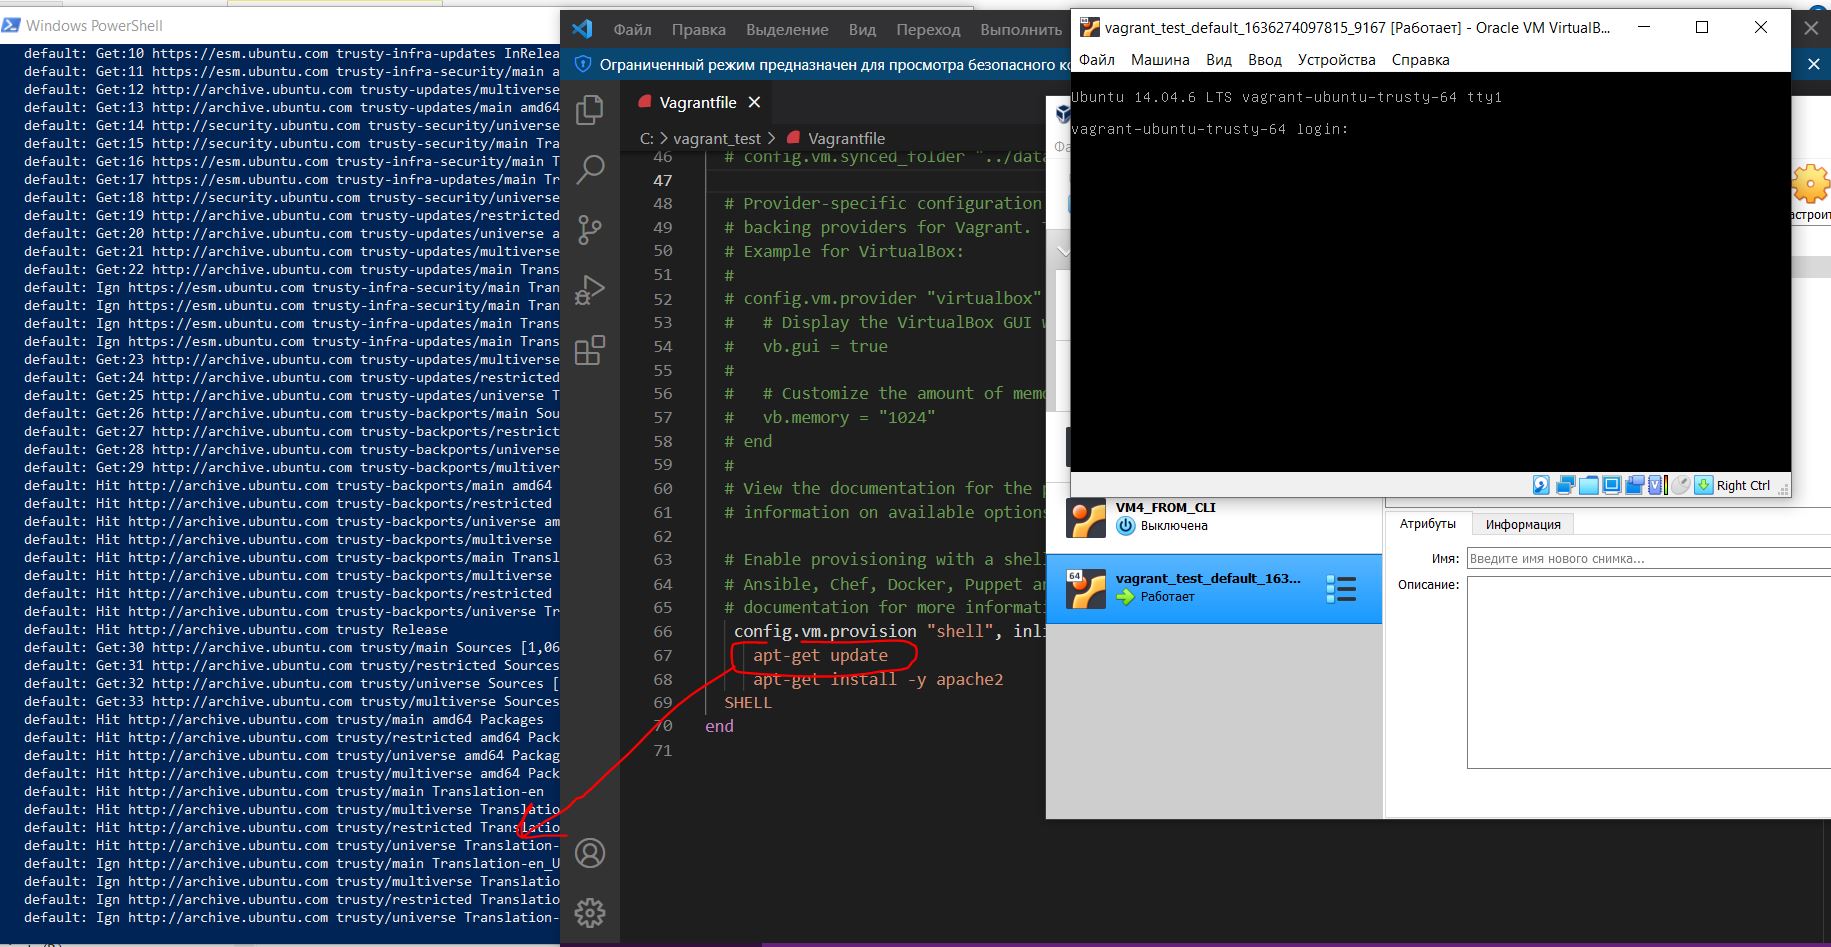 Windows PowerShell
default: Get:10 https://esm.ubuntu.com trusty-infra-updates InRelea
default: Get:11 https://esm.ubuntu.com trusty-infra-security/main a
default: Get:12 http://archive.ubuntu.com trusty-updates/multiverse
default: Get:13 http://archive.ubuntu.com trusty-updates/main amd64
default: Get:14 http://security.ubuntu.com trusty-security/universe
default: Get:15 http://security.ubuntu.com trusty-security/main Tra
default: Get:16 https://esm.ubuntu.com trusty-infra-security/main T
default: Get:17 https://esm.ubuntu.com trusty-infra-updates/main Tr
default: Get:18 http://security.ubuntu.com trusty-security/universe
default: Get:19 http://archive.ubuntu.com trusty-updates/restricted
default: Get:20 http://archive.ubuntu.com trusty-updates/universe a
default: Get:21 http://archive.ubuntu.com trusty-updates/multiverse
default: Get:22 http://archive.ubuntu.com trusty-updates/main Trans
default: Ign https://esm.ubuntu.com trusty-infra-security/main Tran
default: Ign https://esm.ubuntu.com trusty-infra-security/main Tran
default: Ign https://esm.ubuntu.com trusty-infra-updates/main Trans
default: Ign https://esm.ubuntu.com trusty-infra-updates/main Trans
default: Get:23 http://archive.ubuntu.com trusty-updates/multiverse
default: Get:24 http://archive.ubuntu.com trusty-updates/restricted
default: Get:25 http://archive.ubuntu.com trusty-updates/universe T
default: Get:26 http://archive.ubuntu.com trusty-backports/main Sou
default: Get:27 http://archive.ubuntu.com trusty-backports/restrict
default: Get:28 http://archive.ubuntu.com trusty-backports/universe
default: Get:29 http://archive.ubuntu.com trusty-backports/multiver
default: Hit http://archive.ubuntu.com trusty-backports/main amd64
default: Hit http://archive.ubuntu.com trusty-backports/restricted
default: Hit http://archive.ubuntu.com trusty-backports/universe am
default: Hit http://archive.ubuntu.com trusty-backports/multiverse
default: Hit http://archive.ubuntu.com trusty-backports/main Transl
default: Hit http://archive.ubuntu.com trusty-backports/multiverse
default: Hit http://archive.ubuntu.com trusty-backports/restricted
default: Hit http://archive.ubuntu.com trusty-backports/universe Tr
default: Hit http://archive.ubuntu.com trusty Release
default: Get:30 http://archive.ubuntu.com trusty/main Sources [1,06
default: Get:31 http://archive.ubuntu.com trusty/restricted Sources
default: Get:32 http://archive.ubuntu.com trusty/universe Sources [
default: Get:33 http://archive.ubuntu.com trusty/multiverse Sources
default: Hit http://archive.ubuntu.com trusty/main amd64 Packages
default: Hit http://archive.ubuntu.com trusty/restricted amd64 Pack
default: Hit http://archive.ubuntu.com trusty/universe amd64 Packag
default: Hit http://archive.ubuntu.com trusty/multiverse amd64 Pack
default: Hit http://archive.ubuntu.com trusty/main Translation-en
default: Hit http://archive.ubuntu.com trusty/multiverse Translatio
default: Hit http://archive.ubuntu.com trusty/restricted Translatio
default: Hit http://archive.ubuntu.com trusty/universe Translation-
default: Ign http://archive.ubuntu.com trusty/main Translation-en_U
default: Ign http://archive.ubuntu.com trusty/multiverse Translatio
default: Ign http://archive.ubuntu.com trusty/restricted Translatio
default: Ign http://archive.ubuntu.com trusty/universe Translation-
Файл Правка Выделение Вид Переход Выполнить
Ограниченный режим предназначен для просмотра безопасного ко
Vagrantfile
C: > vagrant_test > Vagrantfile
46 # config.vm.synced_folder "../data
47
48 # Provider-specific configuration
49 # backing providers for Vagrant. T
50 # Example for VirtualBox:
51 #
52 # config.vm.provider "virtualbox"
53 #   # Display the VirtualBox GUI w
54 #   vb.gui = true
55 #
56 #   # Customize the amount of memo
57 #   vb.memory = "1024"
58 # end
59 #
60 # View the documentation for the p
61 # information on available options
62
63 # Enable provisioning with a shell
64 # Ansible, Chef, Docker, Puppet an
65 # documentation for more informati
66 config.vm.provision "shell", inli
67 apt-get update
68 apt-get install -y apache2
69 SHELL
70 end
71
vagrant_test_default_1636274097815_9167 [Работает] - Oracle VM VirtualB...
Файл Машина Вид Ввод Устройства Справка
Ubuntu 14.04.6 LTS vagrant-ubuntu-trusty-64 tty1
vagrant-ubuntu-trusty-64 login:
Right Ctrl
астроит
VM4_FROM_CLI
Выключена
64
vagrant_test_default_163...
Работает
Атрибуты Информация
Имя: Введите имя нового снимка...
Описание: